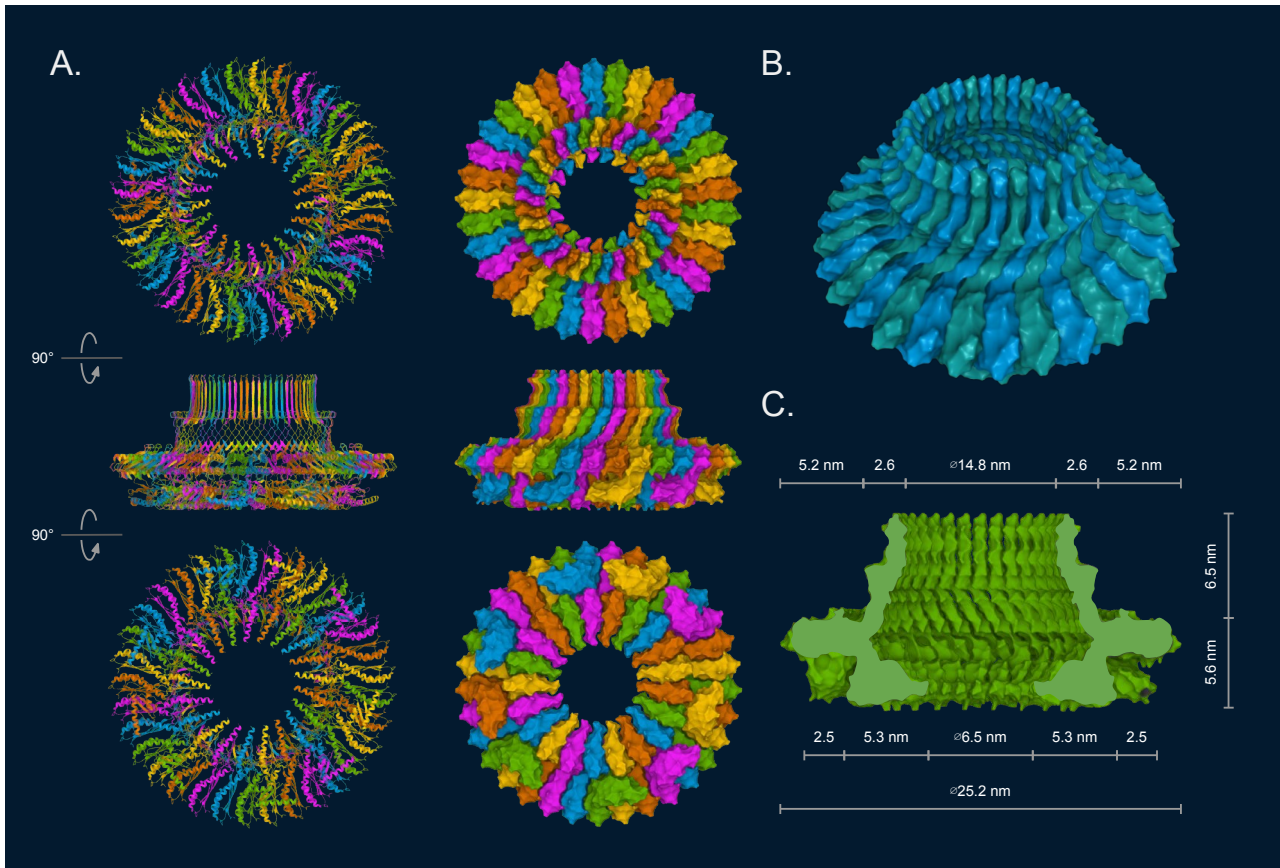 A.
B.
90°
90°
C.
5.2 nm
2.6
⌀14.8 nm
2.6
5.2 nm
6.5 nm
5.6 nm
2.5
5.3 nm
⌀6.5 nm
5.3 nm
2.5
⌀25.2 nm